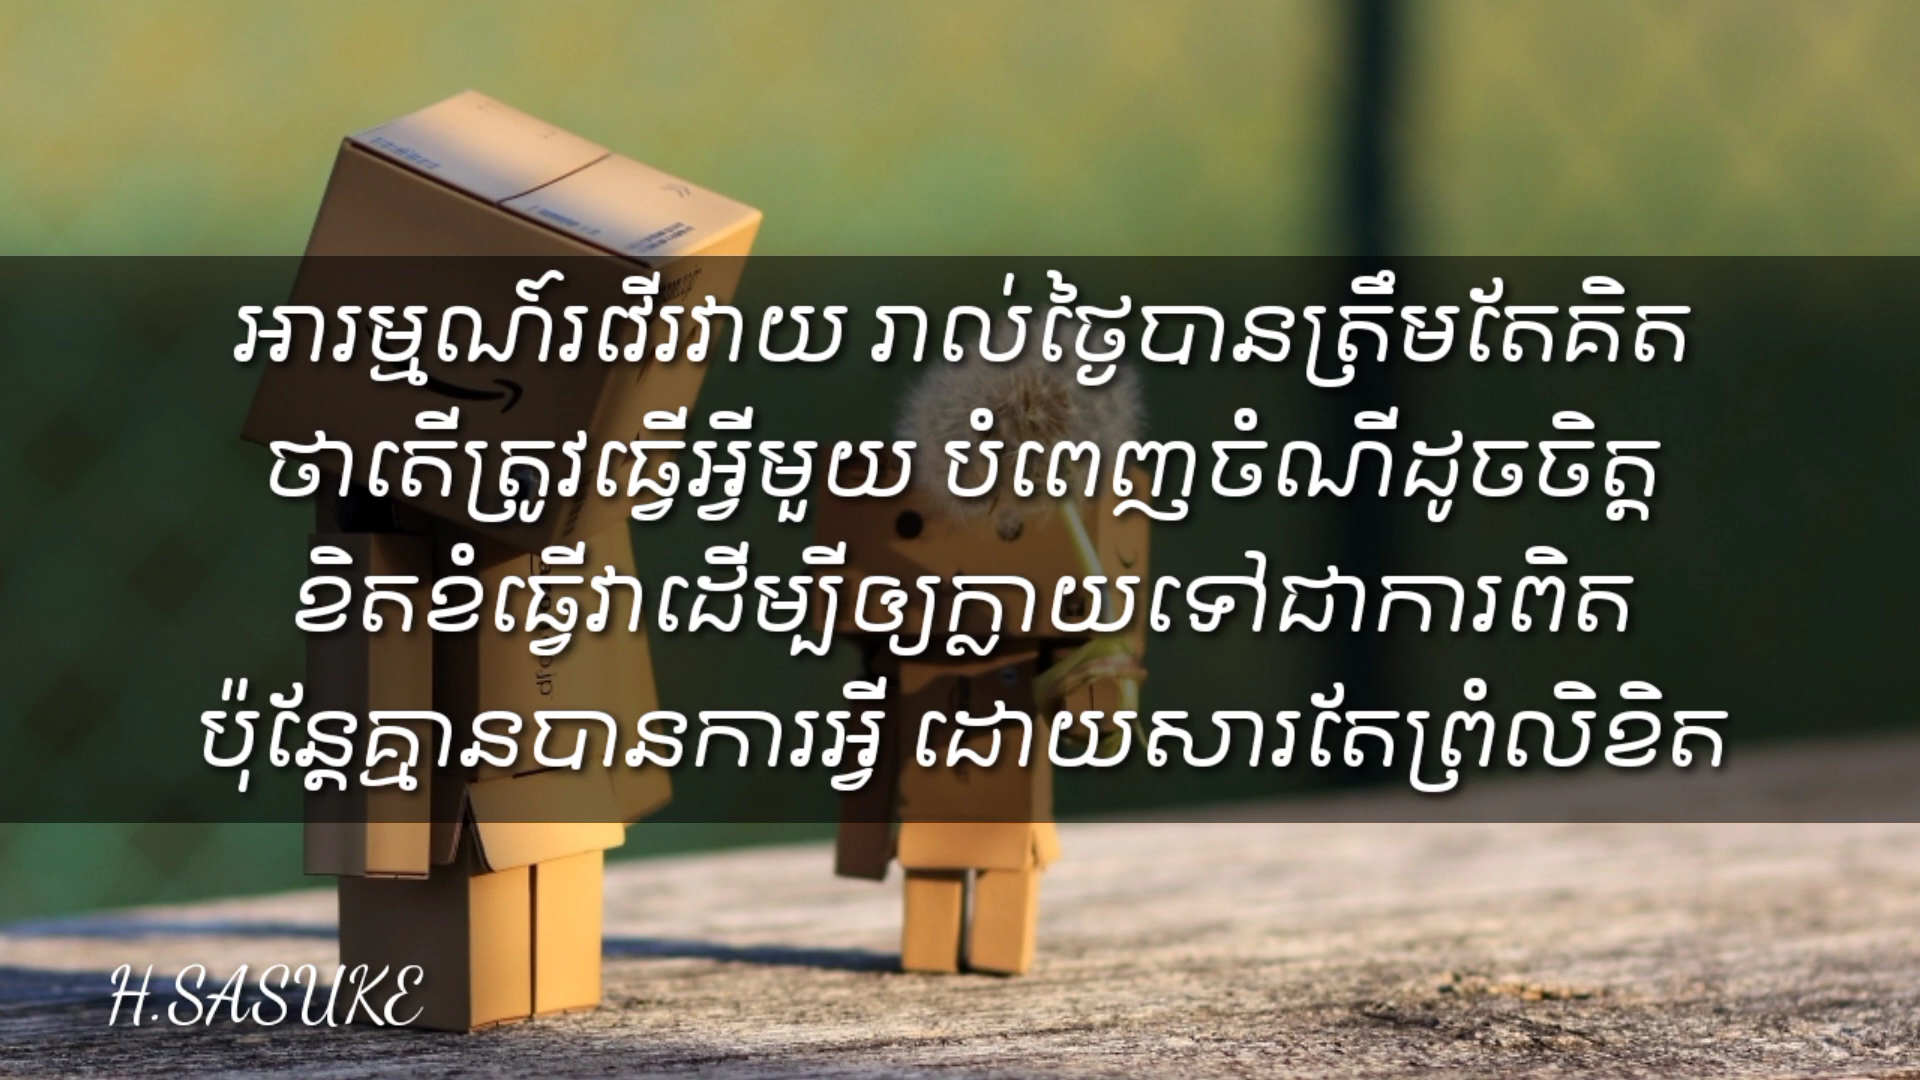 អារម្មណ៍រវើរវាយ រាល់ថ្ងៃបានត្រឹមតែគិត
ថាតើត្រូវធ្វើអ្វីមួយ បំពេញចំណីដូចចិត្ត
ខិតខំធ្វើវាដើម្បីឲ្យក្លាយទៅជាការពិត
ប៉ុន្តែគ្មានបានការអ្វី ដោយសារតែព្រំលិខិត
H.SASUKE